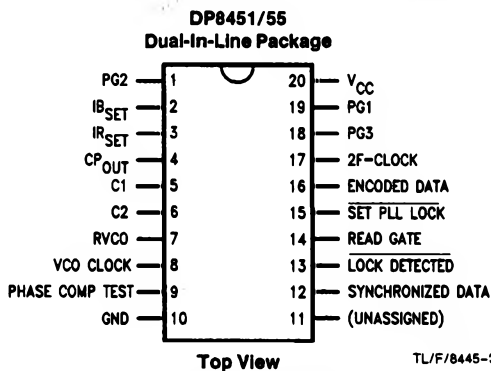 DP8451/55
Dual-In-Line Package
PG2 1 20 VCC
IBSET 2 19 PG1
IRSET 3 18 PG3
CPOUT 4 17 2F-CLOCK
C1 5 16 ENCODED DATA
C2 6 15 SET PLL LOCK
RVCO 7 14 READ GATE
VCO CLOCK 8 13 LOCK DETECTED
PHASE COMP TEST 9 12 SYNCHRONIZED DATA
GND 10 11 (UNASSIGNED)
Top View